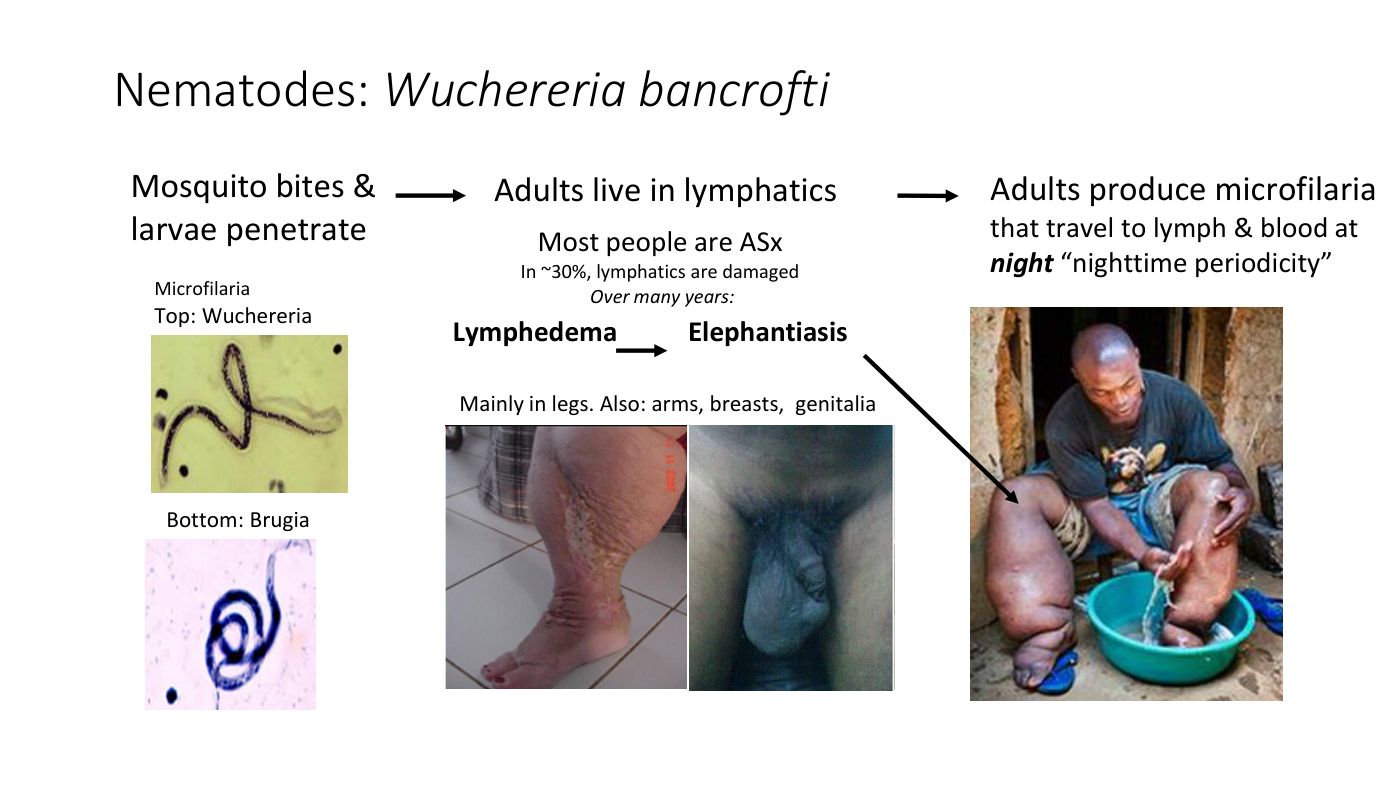 Nematodes: Wuchereria bancrofti
Mosquito bites &
larvae penetrate
Microfilaria
Top: Wuchereria
Bottom: Brugia
Adults live in lymphatics
Most people are ASx
In ~30%, lymphatics are damaged
Over many years:
Lymphedema
Elephantiasis
Mainly in legs. Also: arms, breasts, genitalia
Adults produce microfilaria
that travel to lymph & blood at
night “nighttime periodicity”